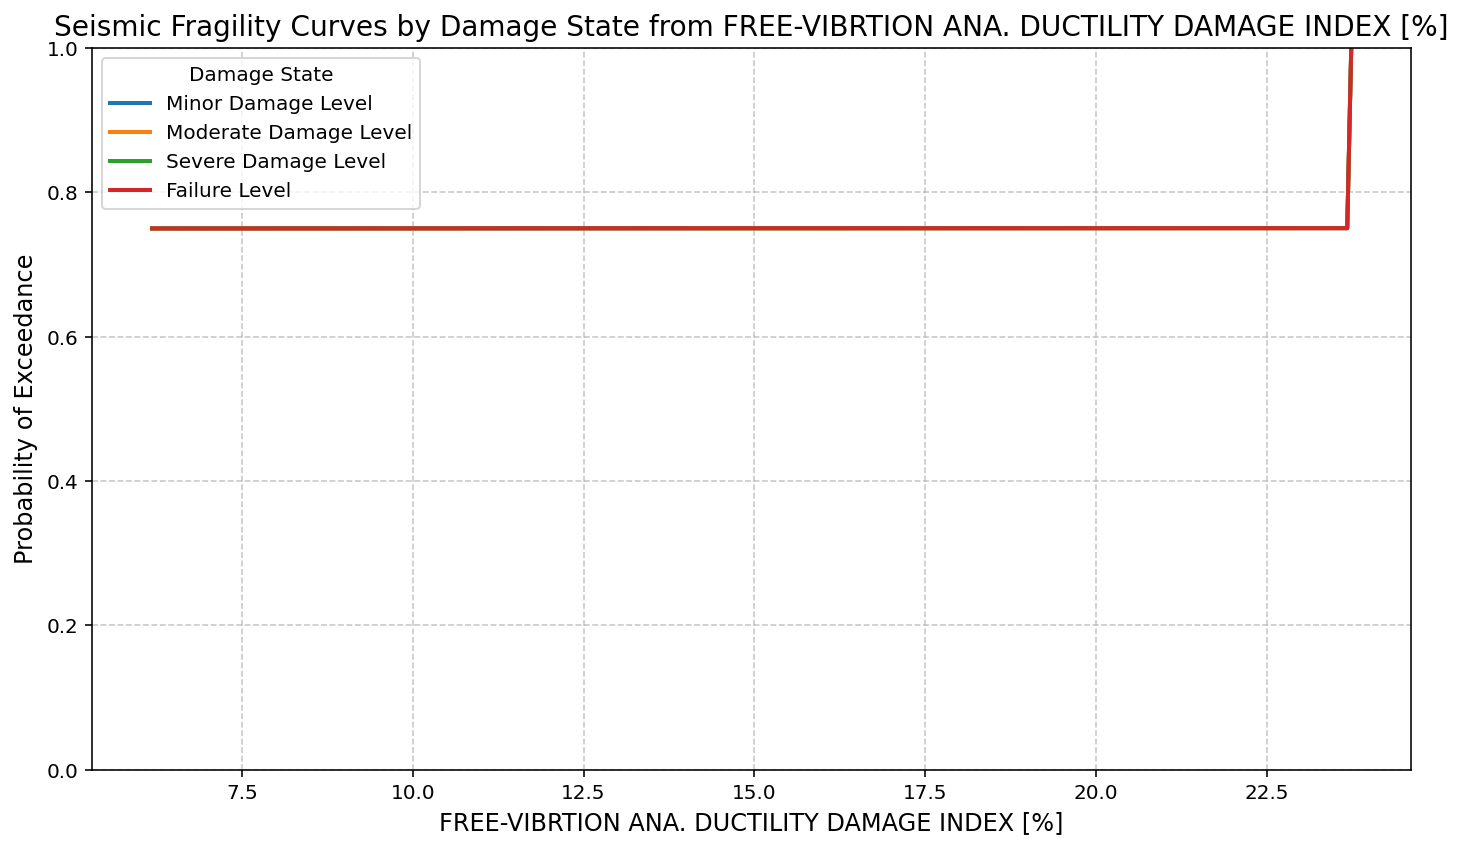 Seismic Fragility Curves by Damage State from FREE-VIBRTION ANA. DUCTILITY DAMAGE INDEX [%]
Damage State
Minor Damage Level
Moderate Damage Level
Severe Damage Level
Failure Level
Probability of Exceedance
1.0
0.8
0.6
0.4
0.2
0.0
7.5 10.0 12.5 15.0 17.5 20.0 22.5
FREE-VIBRTION ANA. DUCTILITY DAMAGE INDEX [%]